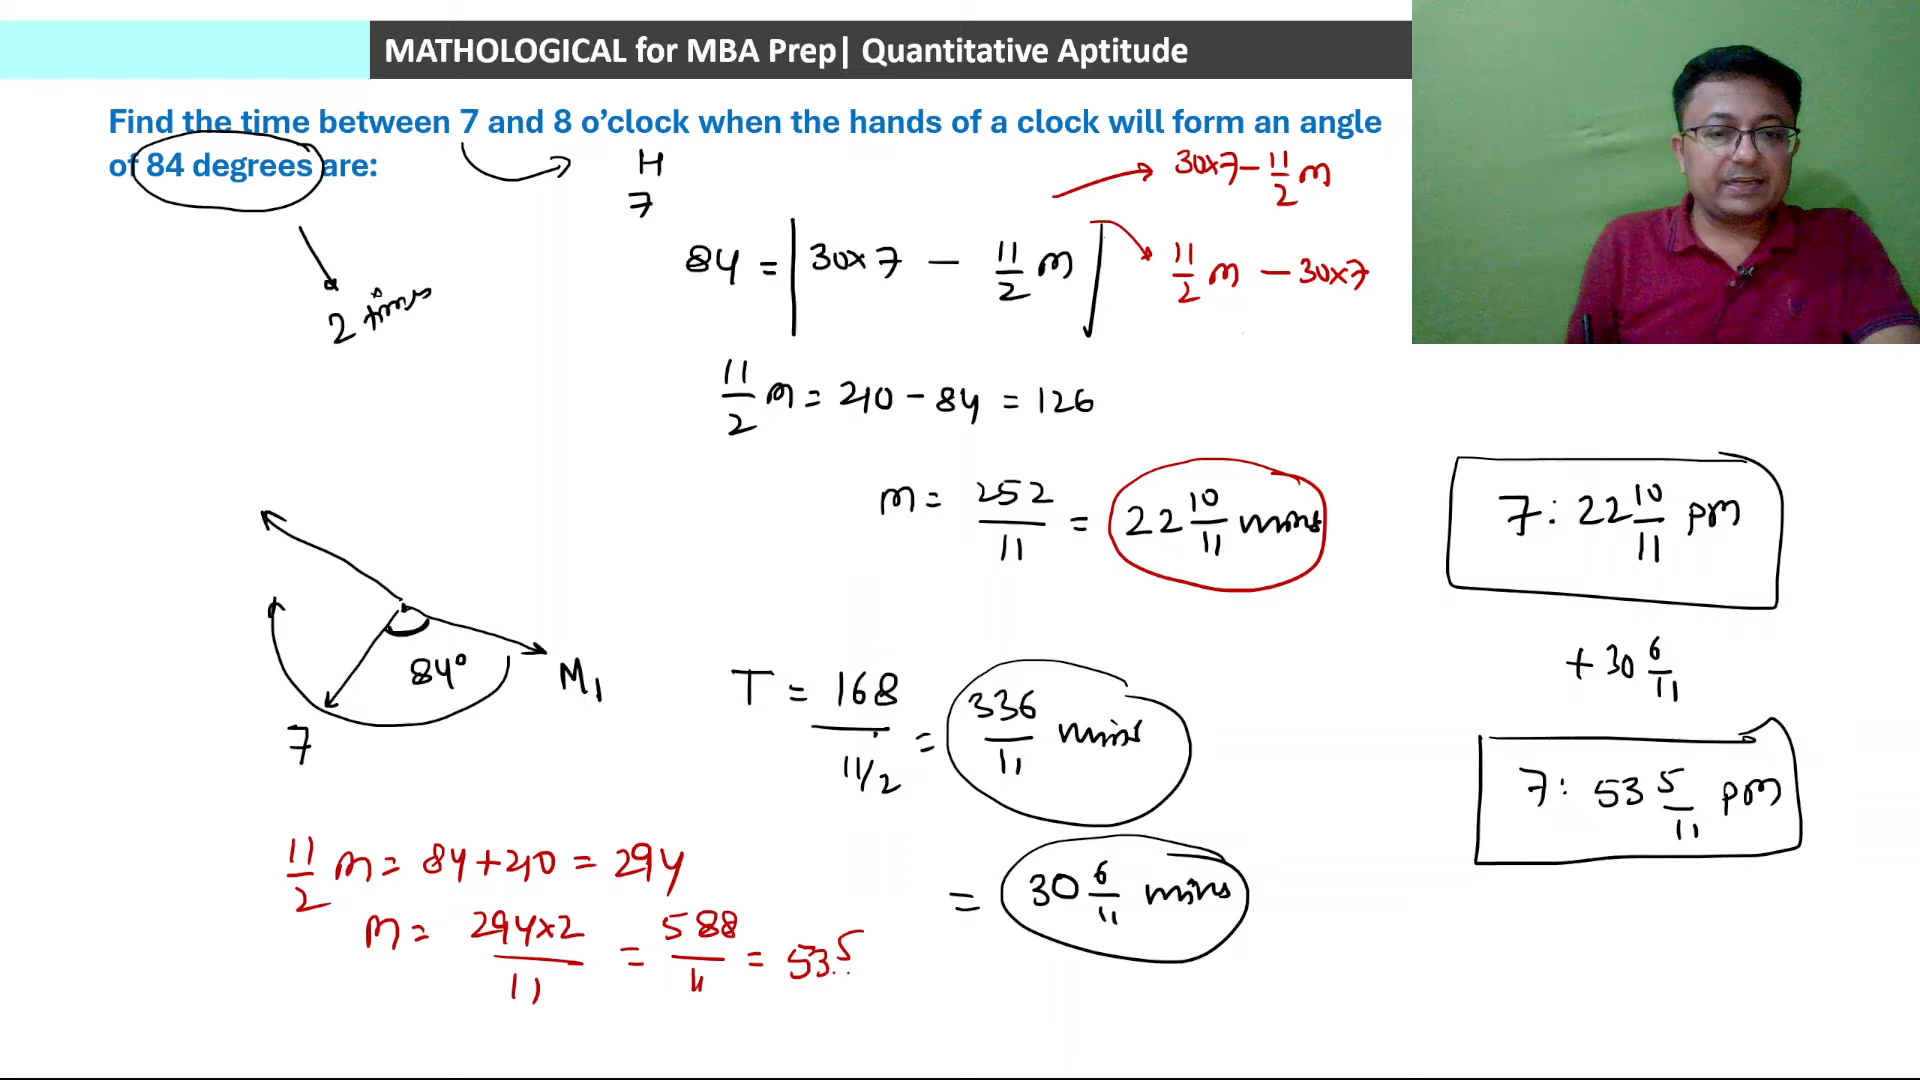 MATHOLOGICAL for MBA Prep| Quantitative Aptitude
Find the time between 7 and 8 o’clock when the hands of a clock will form an angle
of 84 degrees are:
H
7
2 times
30×7 − 11/2 m
84 = |30×7 − 11/2 m|
11/2 m − 30×7
11/2 m = 210 − 84 = 126
m = 252/11 = 22 10/11 mins
7: 22 10/11 pm
+30 6/11
7: 53 5/11 pm
84°
M1
7
T = 168/11/2 = 336/11 mins
= 30 6/11 mins
11/2 m = 84+210 = 294
m = 294×2/11 = 588/11 = 53 5